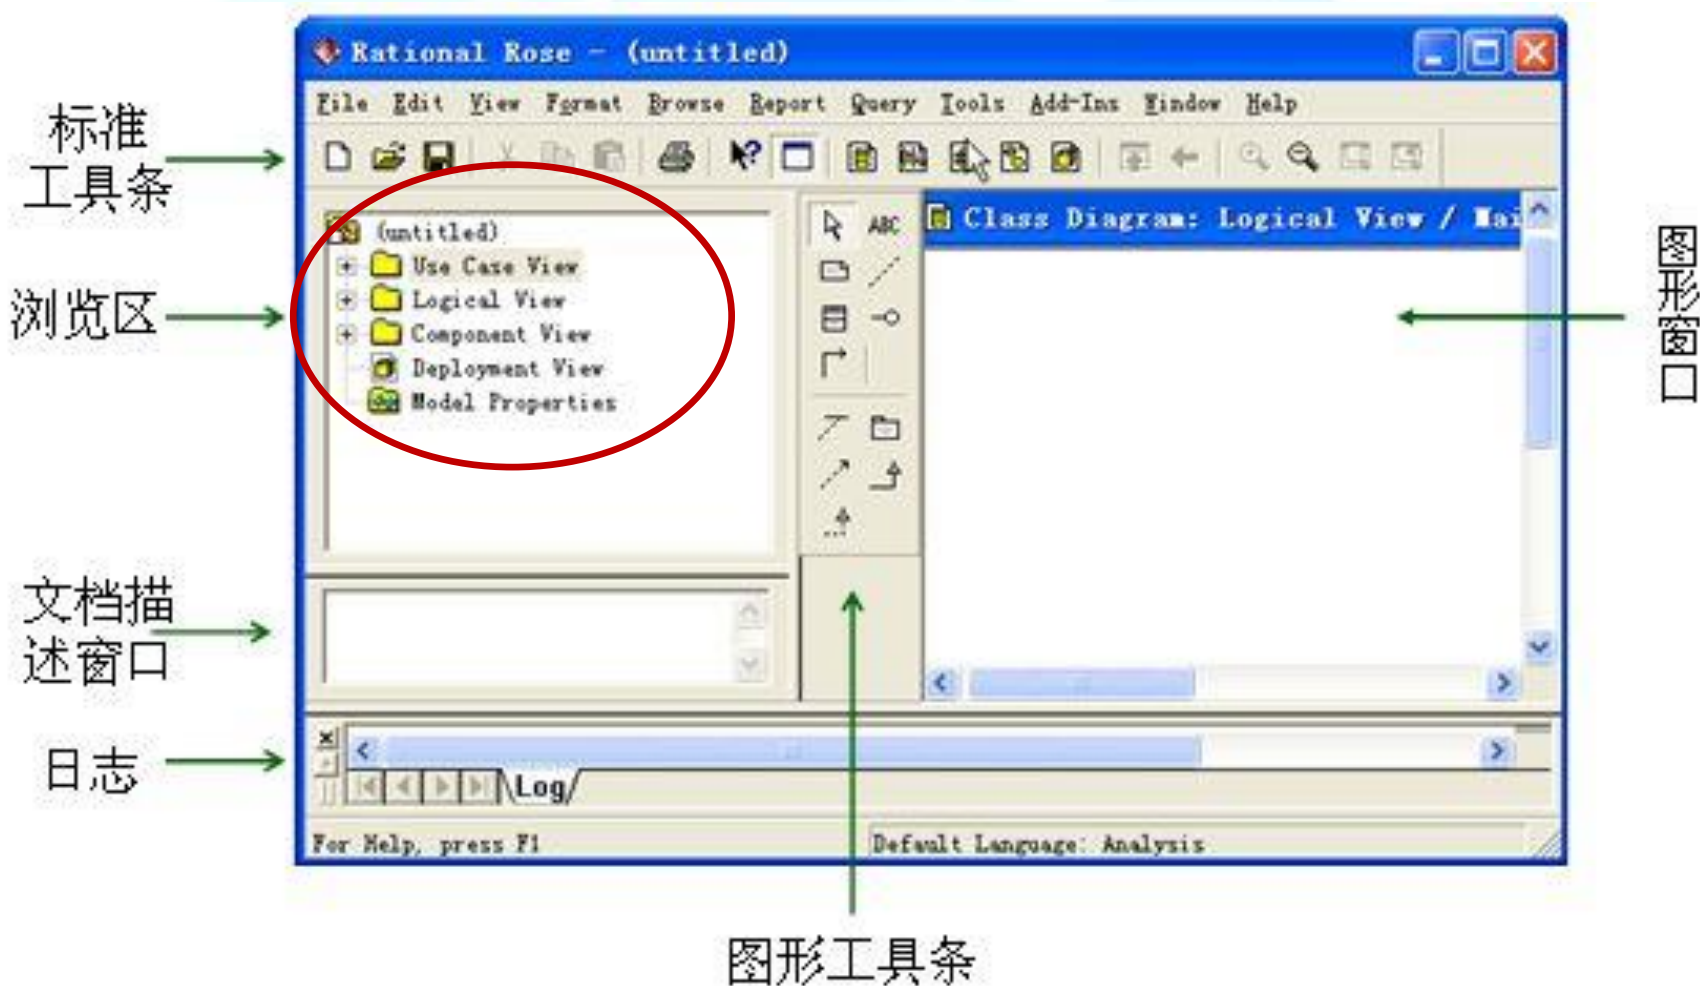 Rational Rose - (untitled)
File Edit View Format Browse Report Query Tools Add-Ins Window Help
标准
工具条
浏览区
文档描
述窗口
日志
(untitled)
Use Case View
Logical View
Component View
Deployment View
Model Properties
ABC
Class Diagram: Logical View / Mai
图形窗口
Log
For Help, press F1
Default Language: Analysis
图形工具条